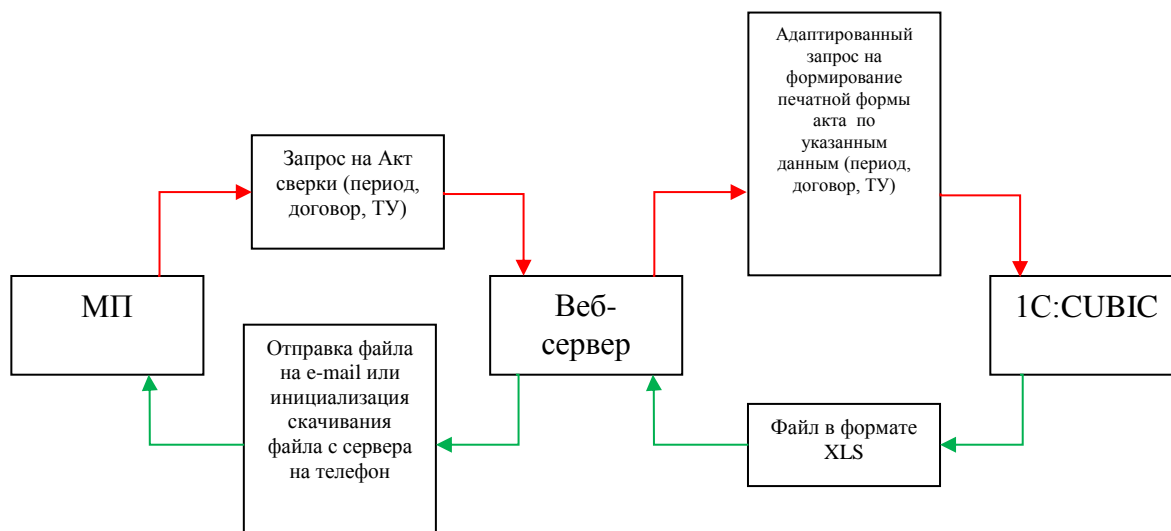 Адаптированный
запрос на
формирование
печатной формы
акта по
указанным
данным (период,
договор, ТУ)
Запрос на Акт
сверки (период,
договор, ТУ)
МП
Веб-
сервер
1С:CUBIC
Отправка файла
на e-mail или
инициализация
скачивания
файла с сервера
на телефон
Файл в формате
XLS